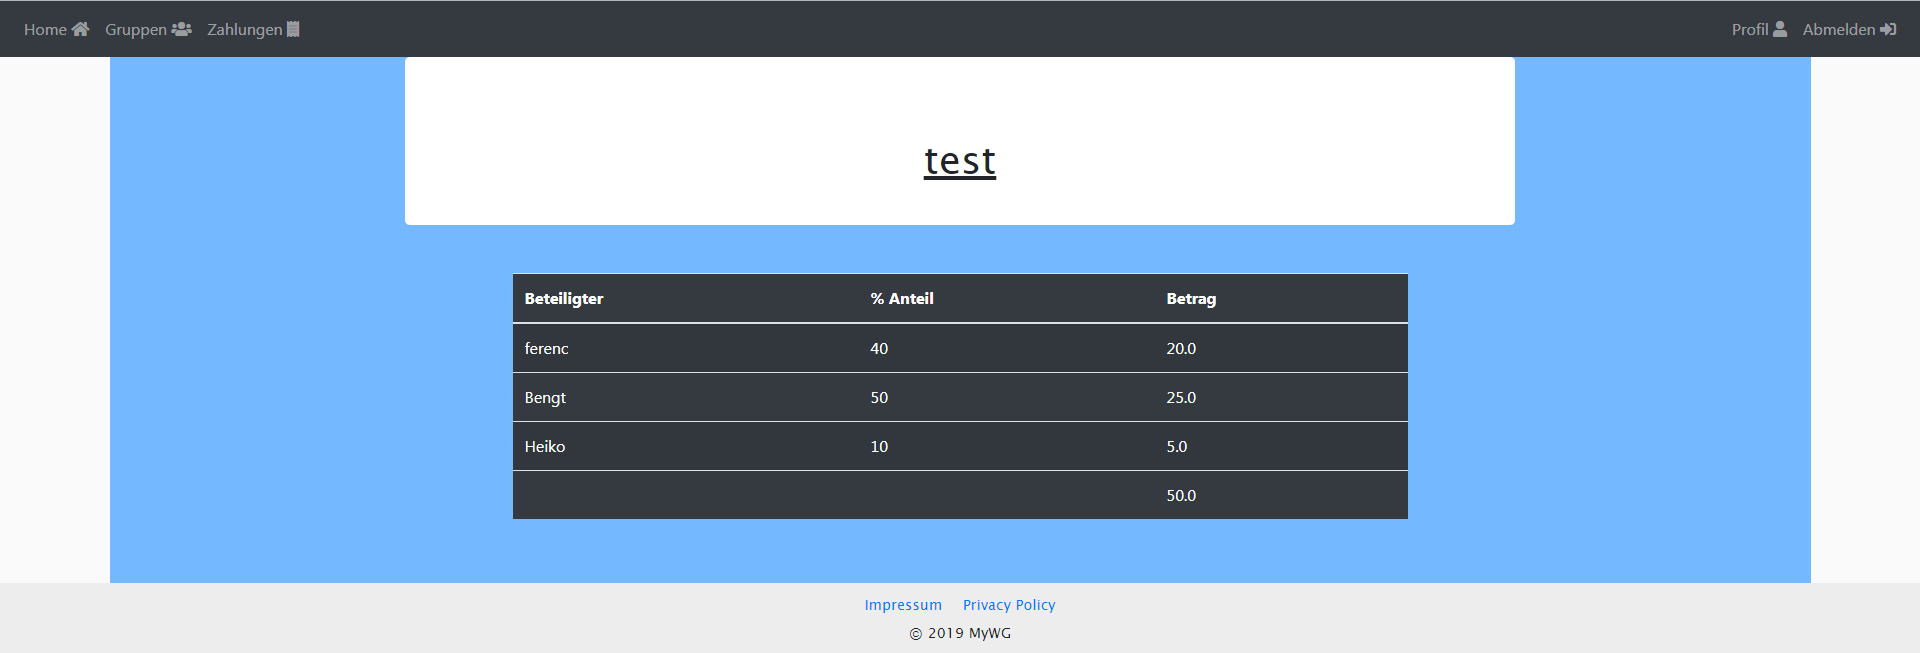 Home Gruppen Zahlungen Profil Abmelden
test
Beteiligter % Anteil Betrag
ferenc 40 20.0
Bengt 50 25.0
Heiko 10 5.0
50.0
Impressum Privacy Policy
© 2019 MyWG